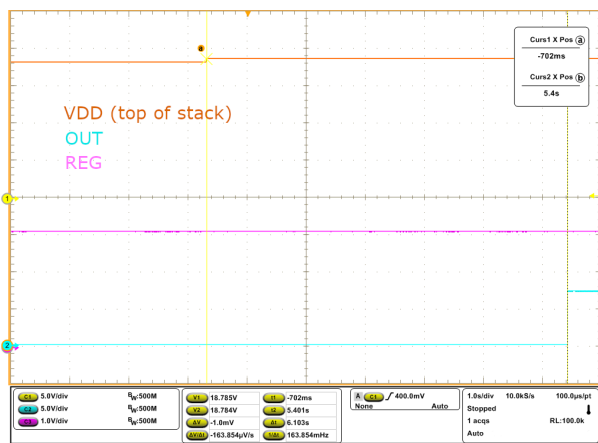 a
Curs1 X Pos a
-702ms
Curs2 X Pos b
5.4s
VDD (top of stack)
OUT
REG
1
2
C1 5.0V/div BW:500M
C2 5.0V/div BW:500M
C3 1.0V/div BW:500M
V1 18.785V
V2 18.784V
ΔV -1.0mV
ΔV/Δt -163.854µV/s
t1 -702ms
t2 5.401s
Δt 6.103s
1/Δt 163.854mHz
A C1 400.0mV
None Auto
1.0s/div 10.0kS/s 100.0µs/pt
Stopped
1 acqs RL:100.0k
Auto